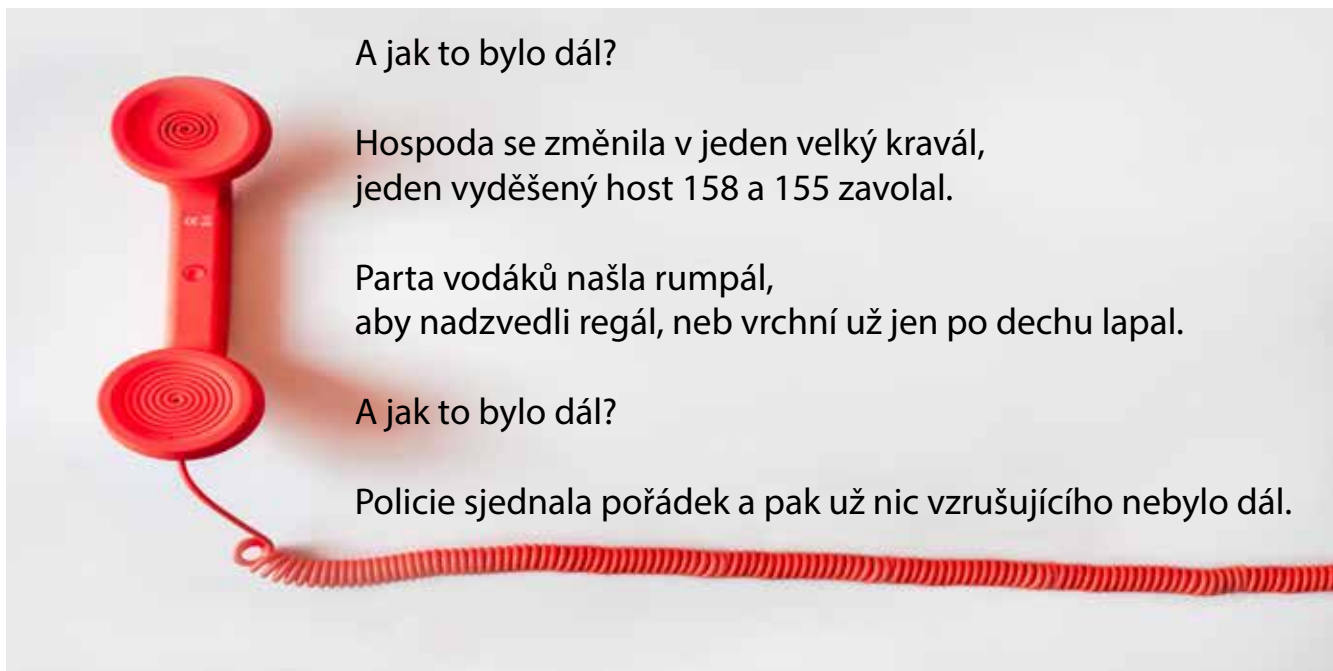 A jak to bylo dál?
Hospoda se změnila v jeden velký kravál,
jeden vyděšený host 158 a 155 zavolal.
Parta vodáků našla rumpál,
aby nadzvedli regál, neb vrchní už jen po dechu lapal.
A jak to bylo dál?
Policie sjednala pořádek a pak už nic vzrušujícího nebylo dál.